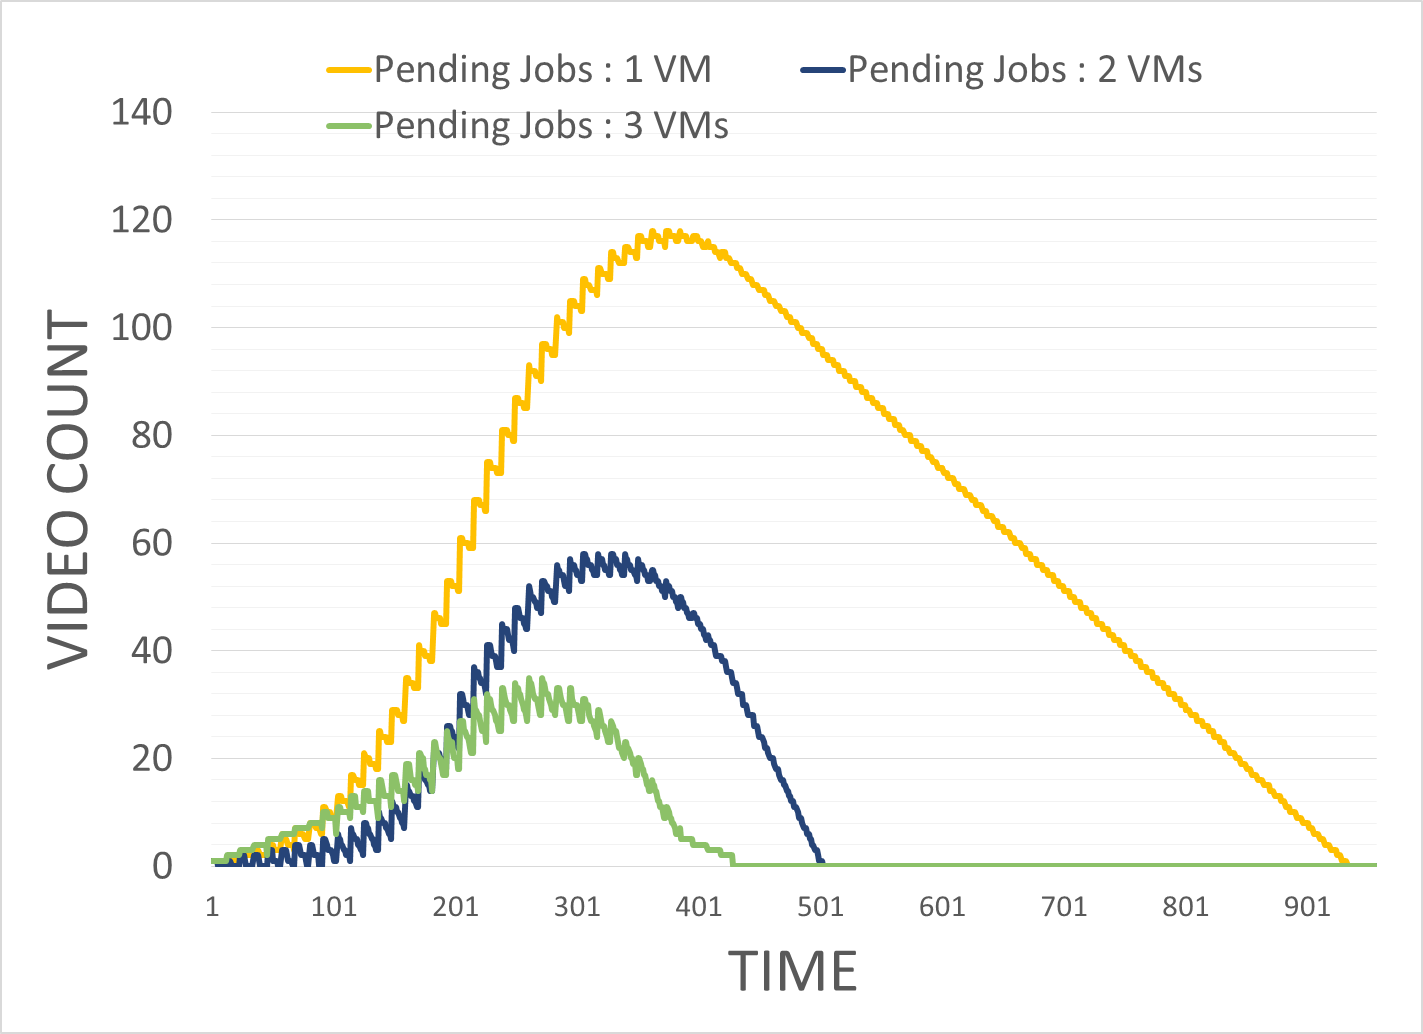 Pending Jobs : 1 VM
Pending Jobs : 2 VMs
Pending Jobs : 3 VMs
140
120
100
80
60
40
20
0
VIDEO COUNT
1 101 201 301 401 501 601 701 801 901
TIME